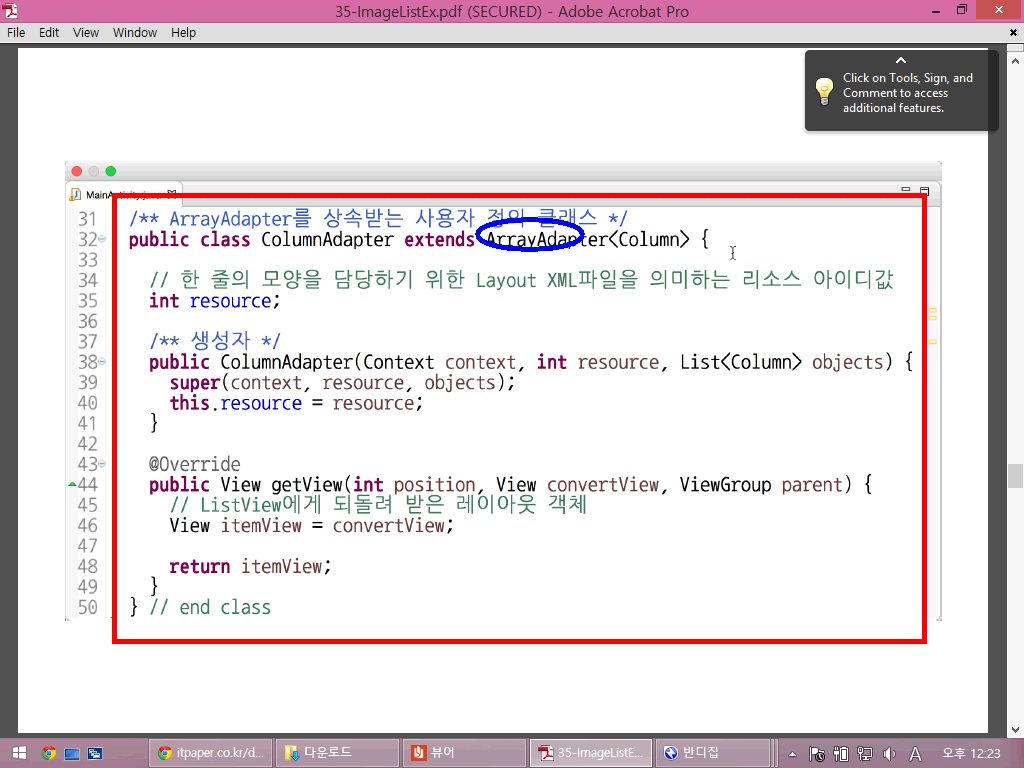 35-ImageListEx.pdf (SECURED) - Adobe Acrobat Pro
File Edit View Window Help
Click on Tools, Sign, and
Comment to access
additional features.
31 /** ArrayAdapter를 상속받는 사용자 정의 클래스 */
32 public class ColumnAdapter extends ArrayAdapter<Column> {
33
34 // 한 줄의 모양을 담당하기 위한 Layout XML파일을 의미하는 리소스 아이디값
35 int resource;
36
37 /** 생성자 */
38 public ColumnAdapter(Context context, int resource, List<Column> objects) {
39 super(context, resource, objects);
40 this.resource = resource;
41 }
42
43 @Override
44 public View getView(int position, View convertView, ViewGroup parent) {
45 // ListView에게 되돌려 받은 레이아웃 객체
46 View itemView = convertView;
47
48 return itemView;
49 }
50 } // end class
itpaper.co.kr/d... 다운로드 뷰어 35-ImageListE... 반디집 A 오후 12:23